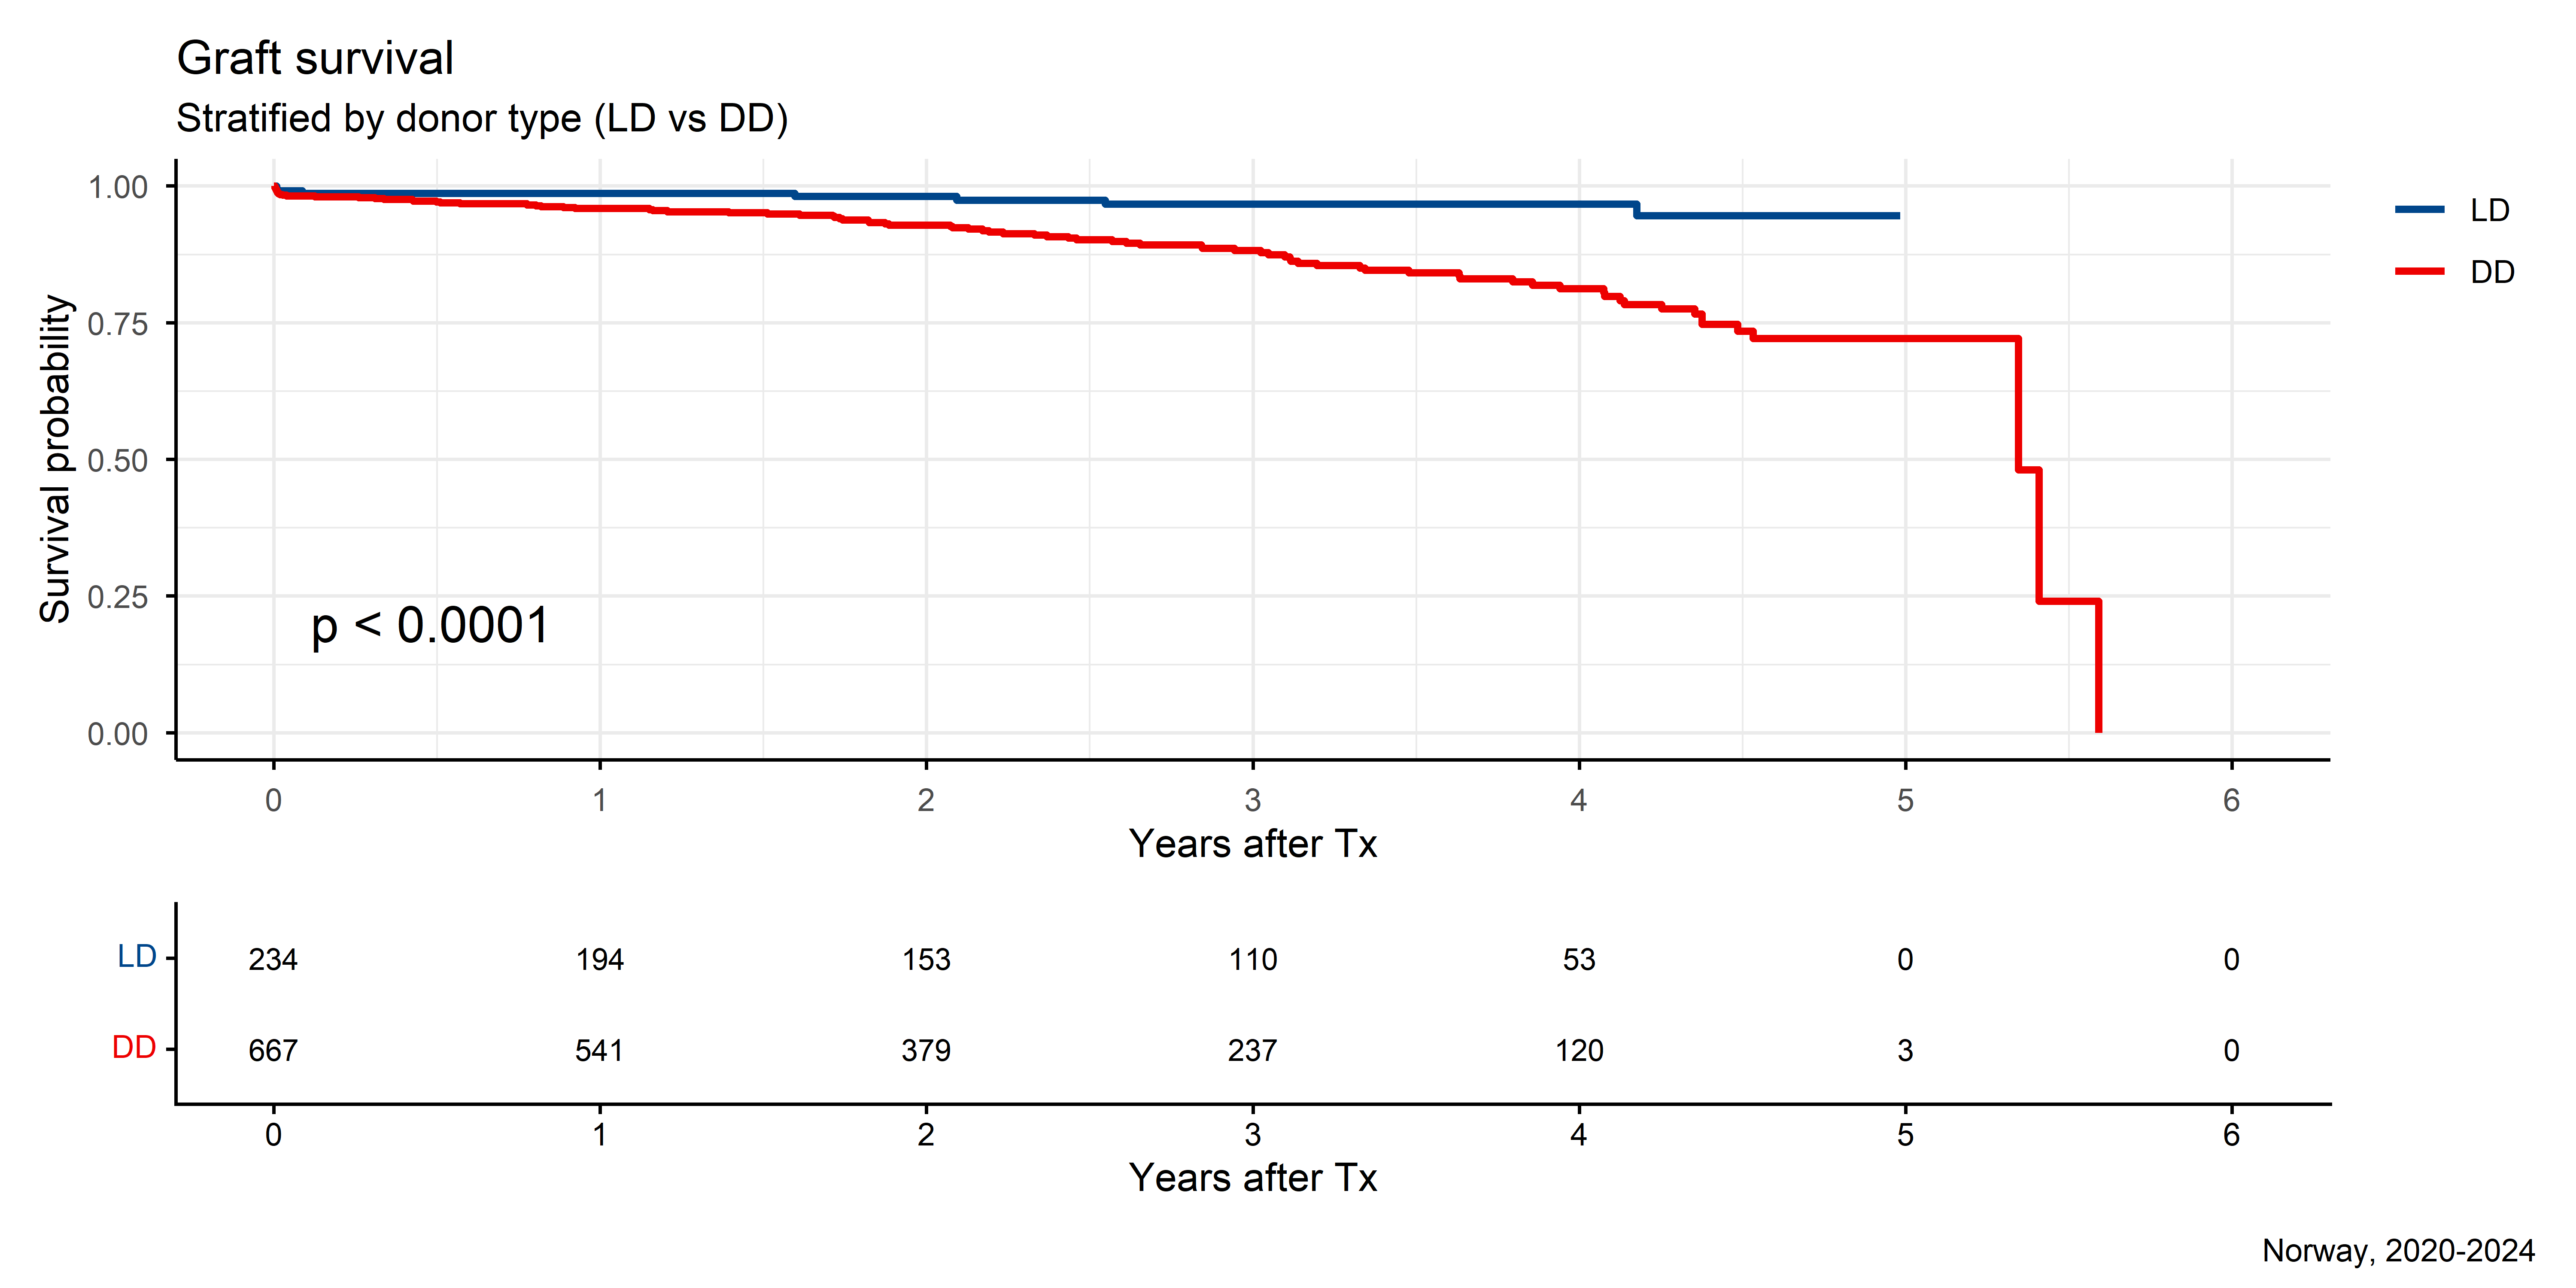 Graft survival
Stratified by donor type (LD vs DD)
Survival probability
1.00
0.75
0.50
0.25
0.00
p < 0.0001
LD
DD
0 1 2 3 4 5 6
Years after Tx
LD 234 194 153 110 53 0 0
DD 667 541 379 237 120 3 0
0 1 2 3 4 5 6
Years after Tx
Norway, 2020-2024